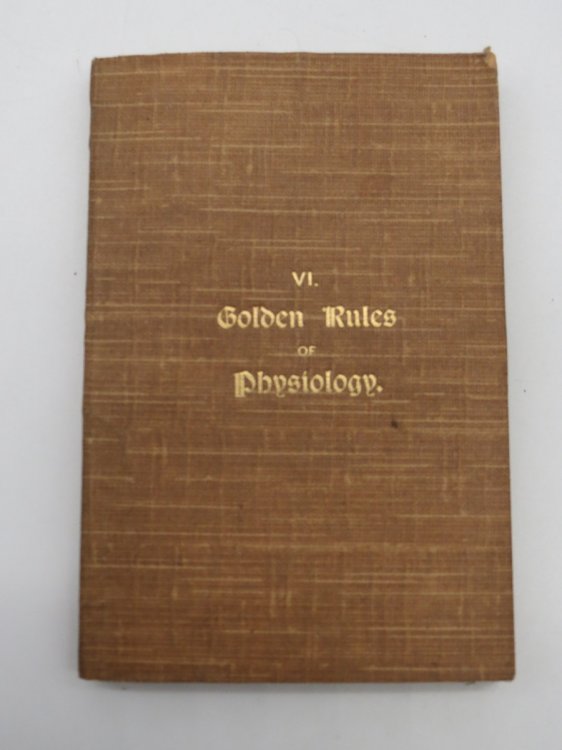 VI.
Golden Rules
OF
Physiology.